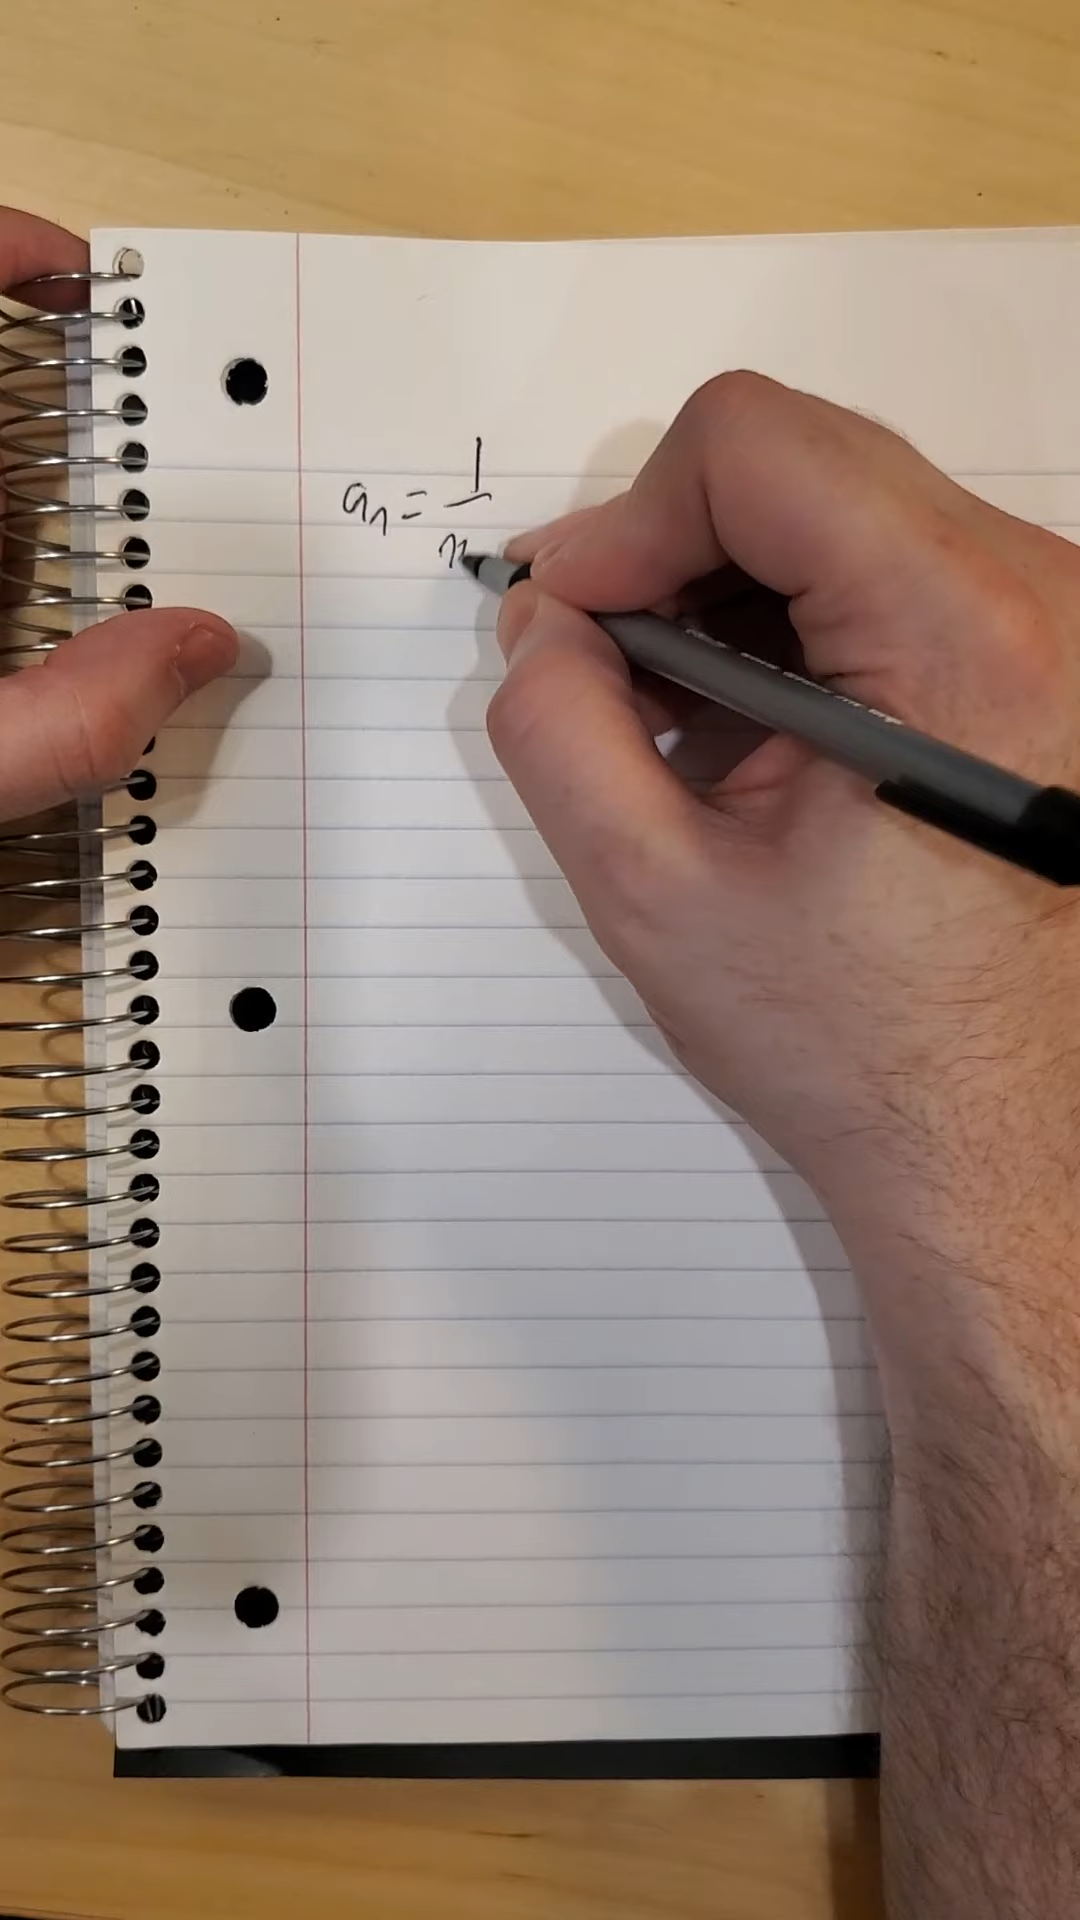 aₙ = 1/n